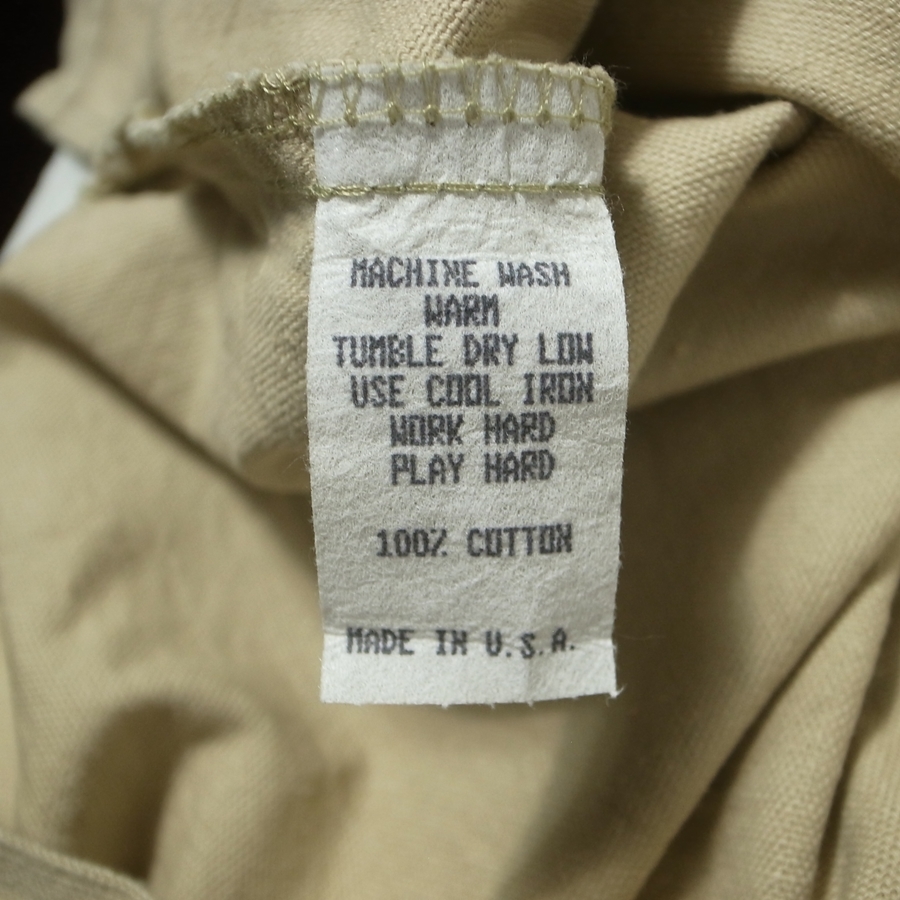 MACHINE WASH
WARM
TUMBLE DRY LOW
USE COOL IRON
WORK HARD
PLAY HARD
100% COTTON
MADE IN U.S.A.